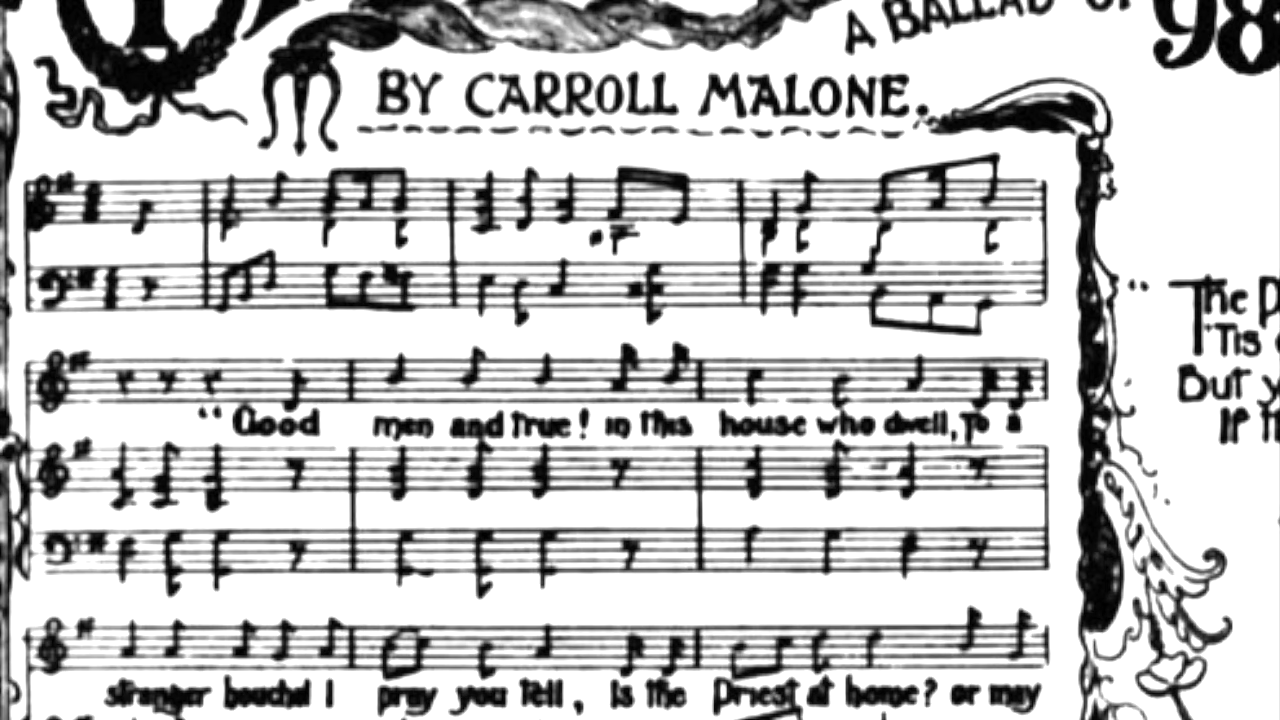 A BALLAD OF 98
BY CARROLL MALONE.
"Good men and true! in this house who dwell, To a
stranger bouchal I pray you tell, Is the Priest at home? or may
"The P
'Tis
But y
If th